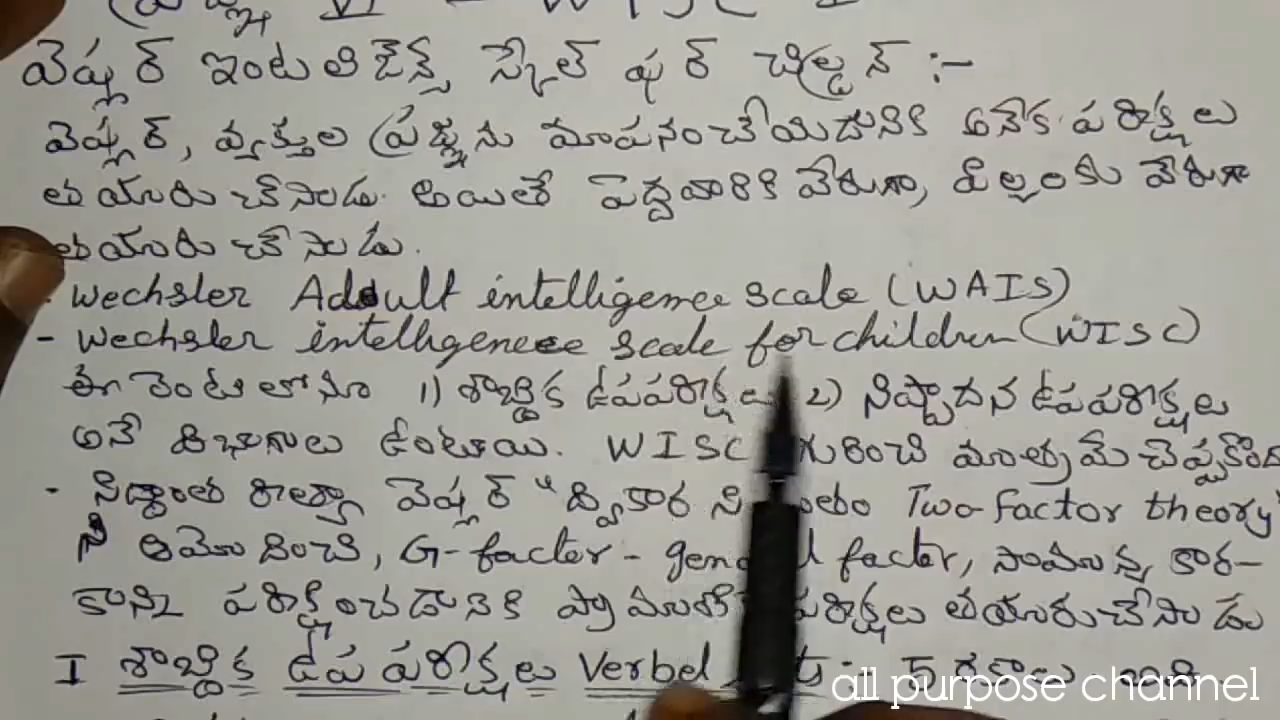 వెష్లర్ ఇంటలిజెన్స్ స్కేల్ ఫర్ చిల్డ్రన్ :-
వెష్లర్, వ్యక్తుల ప్రజ్ఞను మాపనంచేయడానికి అనేక పరీక్షలు
తయారుచేసాడు. అయితే పెద్దవారికి వేరుగా, పిల్లలకు వేరుగా
తయారు చేసాడు.
- Wechsler Adult intelligence scale (WAIS)
- Wechsler intelligence scale for children (WISC)
ఈ రెంటిలోనూ 1) శాబ్దిక ఉపపరీక్షలు 2) నిష్పాదన ఉపపరీక్షలు
అనే విభాగాలు ఉంటాయి. WISC గురించి మాత్రమే చెప్పుకొంద
- సిద్ధాంత రీత్యా వెష్లర్ "ద్వికారక Two-factor theory
ని ఆమోదించి, G-factor - general factor, సామాన్య కార-
కాన్ని పరీక్షించడానికి పరీక్షలు తయారుచేసాడు
I శాబ్దిక ఉప పరీక్షలు Verbel
all purpose channel